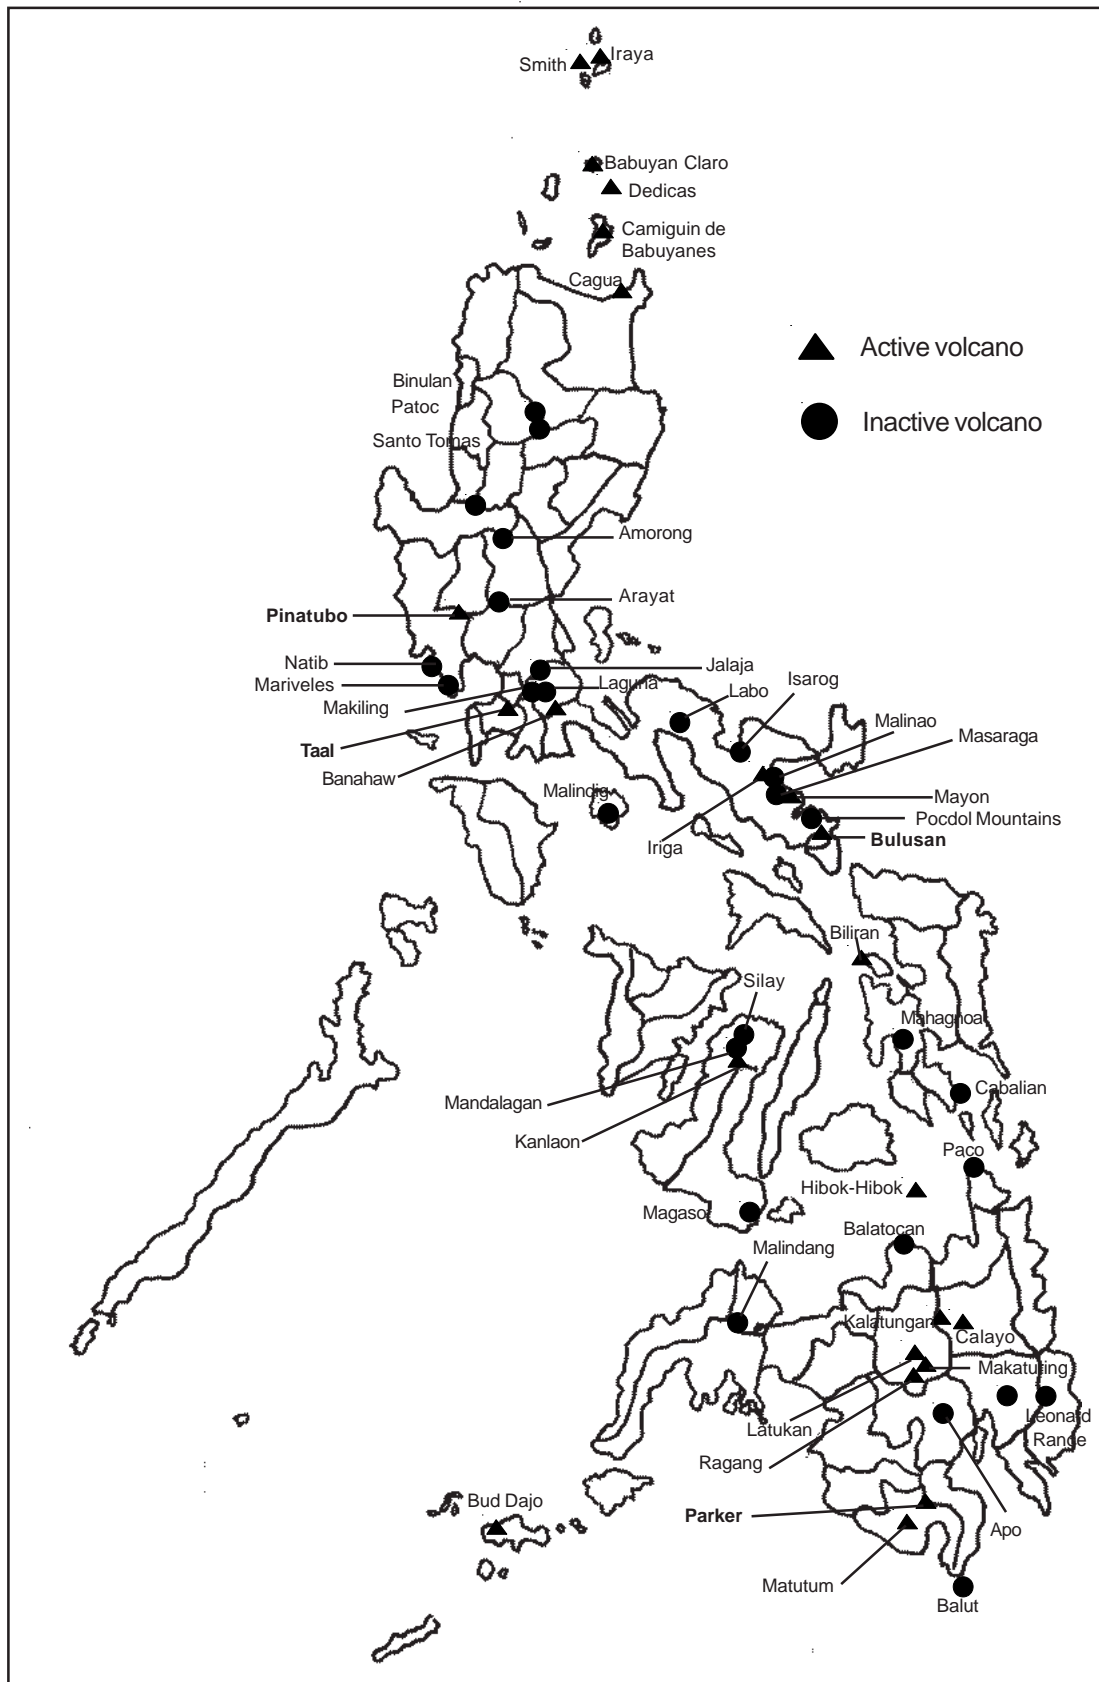 Iraya
Smith
Babuyan Claro
Dedicas
Camiguin de
Babuyanes
Cagua
Active volcano
Binulan
Patoc
Inactive volcano
Santo Tomas
Amorong
Arayat
Pinatubo
Natib
Jalaja
Mariveles
Laguna
Isarog
Labo
Makiling
Malinao
Masaraga
Taal
Banahaw
Malindig
Mayon
Pocdol Mountains
Iriga
Bulusan
Biliran
Silay
Mahagnoa
Cabalian
Mandalagan
Kanlaon
Paco
Hibok-Hibok
Magaso
Balatocan
Malindang
Kalatungan
Calayo
Makaturing
Leonard
Range
Latukan
Ragang
Bud Dajo
Parker
Apo
Matutum
Balut